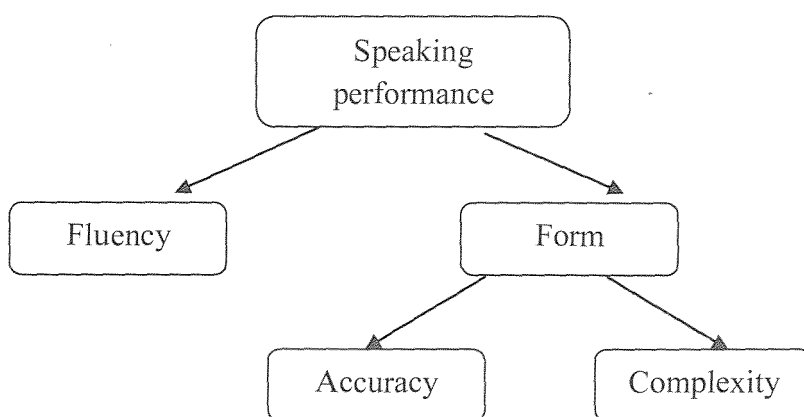 Speaking
performance
Fluency
Form
Accuracy
Complexity